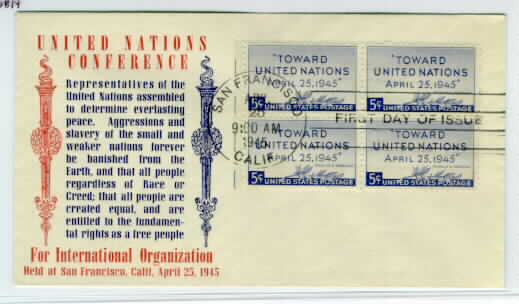 UNITED NATIONS
CONFERENCE
Representatives of the
United Nations assembled
to determine everlasting
peace. Aggressions and
slavery of the small and
weaker nations forever
be banished from the
Earth, and that all people
regardless of Race or
Creed; that all people are
created equal, and are
entitled to the fundamen-
tal rights as a free people
For International Organization
Held at San Francisco, Calif. April 25, 1945
"TOWARD
UNITED NATIONS
APRIL 25, 1945"
5¢ UNITED STATES POSTAGE
"TOWARD
UNITED NATIONS
APRIL 25, 1945"
5¢ UNITED STATES POSTAGE
"TOWARD
UNITED NATIONS
APRIL 25, 1945"
5¢ UNITED STATES POSTAGE
"TOWARD
UNITED NATIONS
APRIL 25, 1945"
5¢ UNITED STATES POSTAGE
SAN FRANCISCO
25
9:00 AM
1945
CALIF.
FIRST DAY OF ISSUE